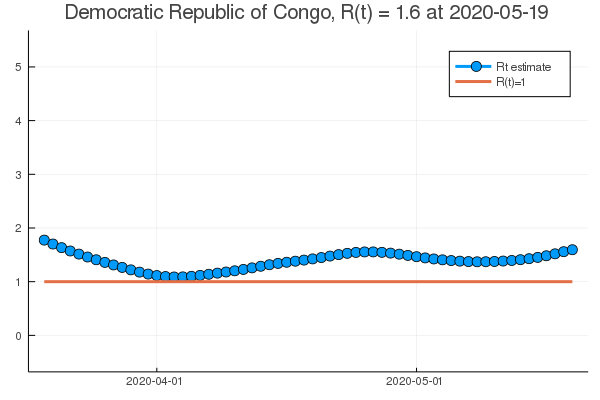 Democratic Republic of Congo, R(t) = 1.6 at 2020-05-19
Rt estimate
R(t)=1
5
4
3
2
1
0
2020-04-01
2020-05-01